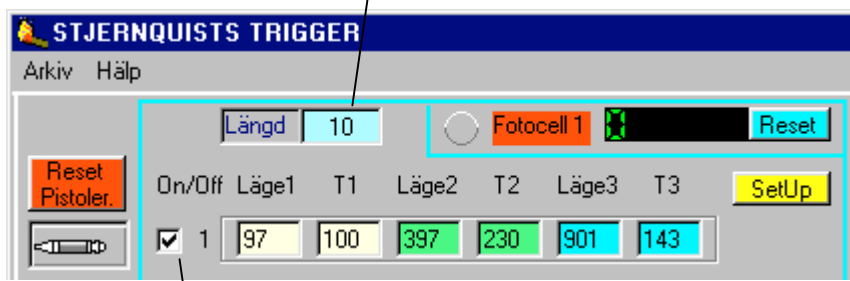 STJERNQUISTS TRIGGER
Arkiv Hälp
Längd 10 Fotocell 1 0 Reset
Reset
Pistoler.
On/Off Läge1 T1 Läge2 T2 Läge3 T3 SetUp
1 97 100 397 230 901 143